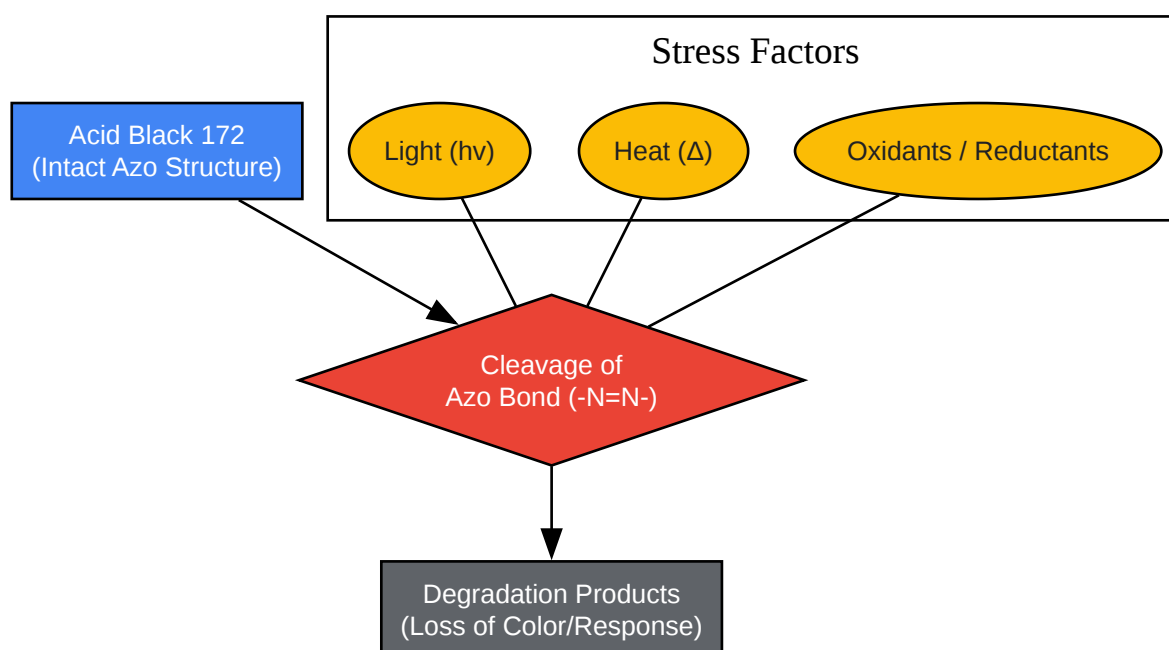 Stress Factors
Acid Black 172
(Intact Azo Structure)
Light (hv)
Heat (Δ)
Oxidants / Reductants
Cleavage of
Azo Bond (-N=N-)
Degradation Products
(Loss of Color/Response)